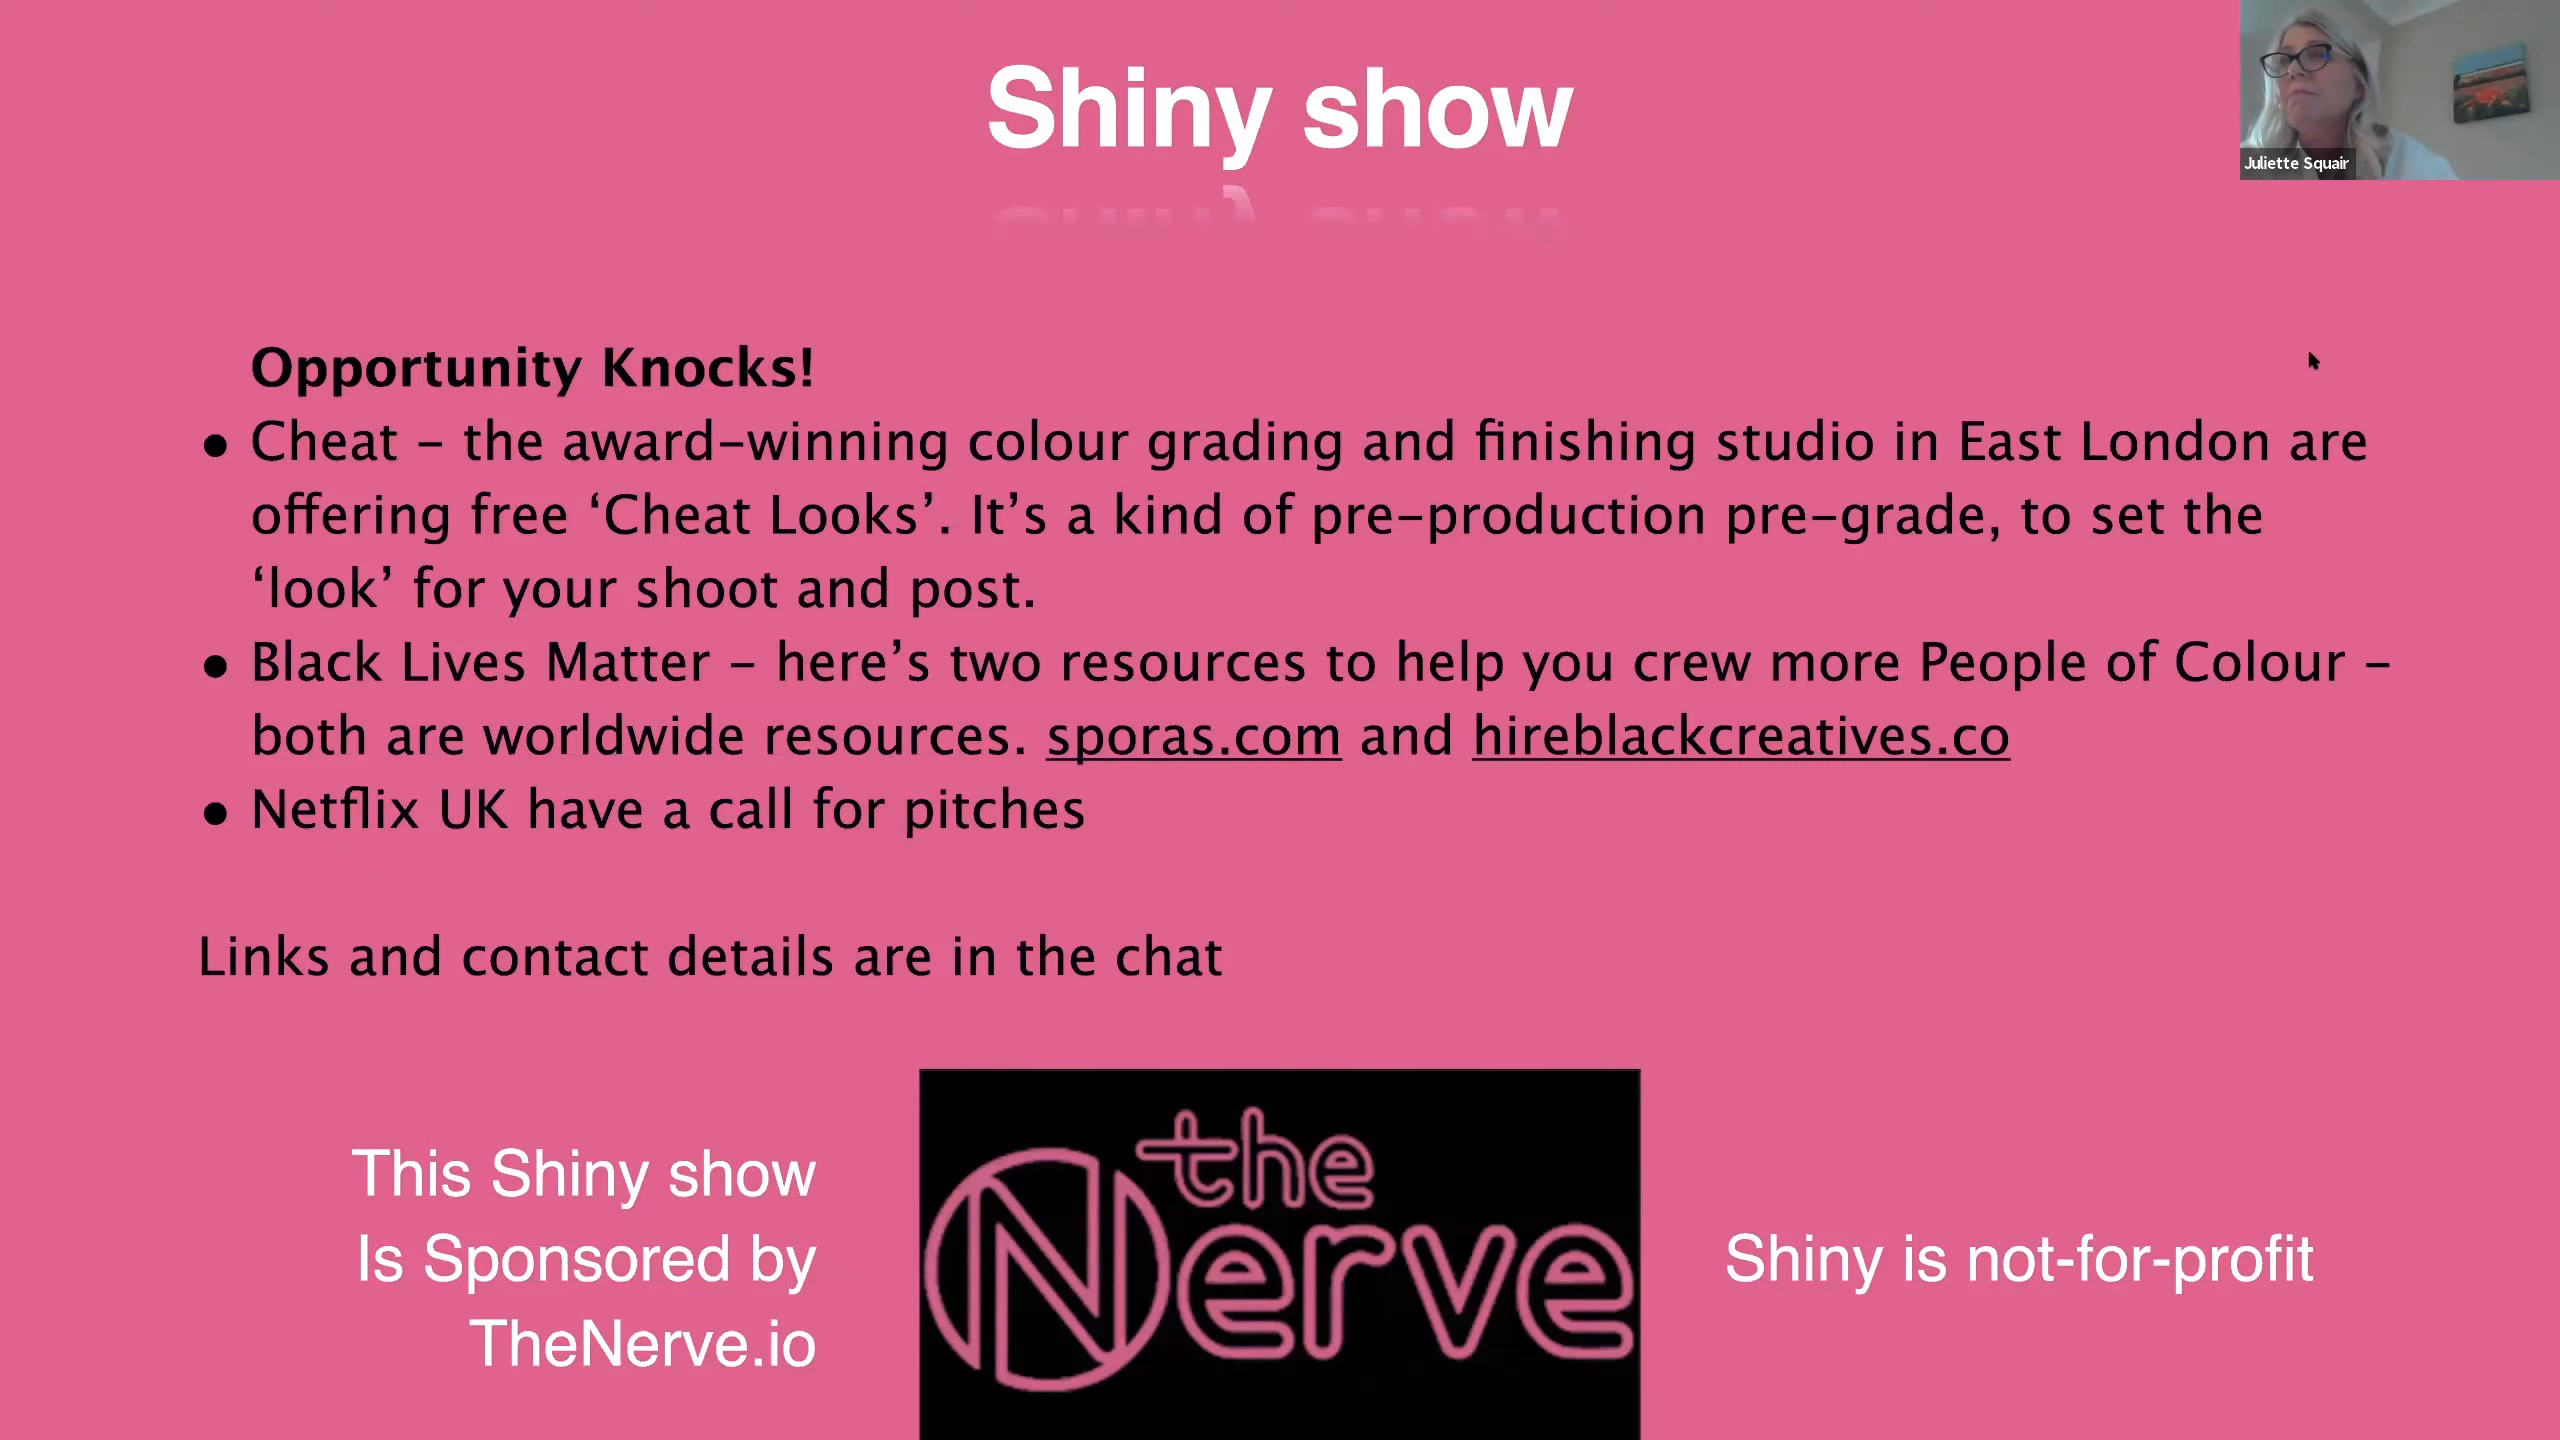 Shiny show
Juliette Squair
Opportunity Knocks!
• Cheat – the award–winning colour grading and finishing studio in East London are
offering free ‘Cheat Looks’. It’s a kind of pre–production pre–grade, to set the
‘look’ for your shoot and post.
• Black Lives Matter – here’s two resources to help you crew more People of Colour –
both are worldwide resources. sporas.com and hireblackcreatives.co
• Netflix UK have a call for pitches
Links and contact details are in the chat
This Shiny show
Is Sponsored by
TheNerve.io
the
Nerve
Shiny is not-for-profit